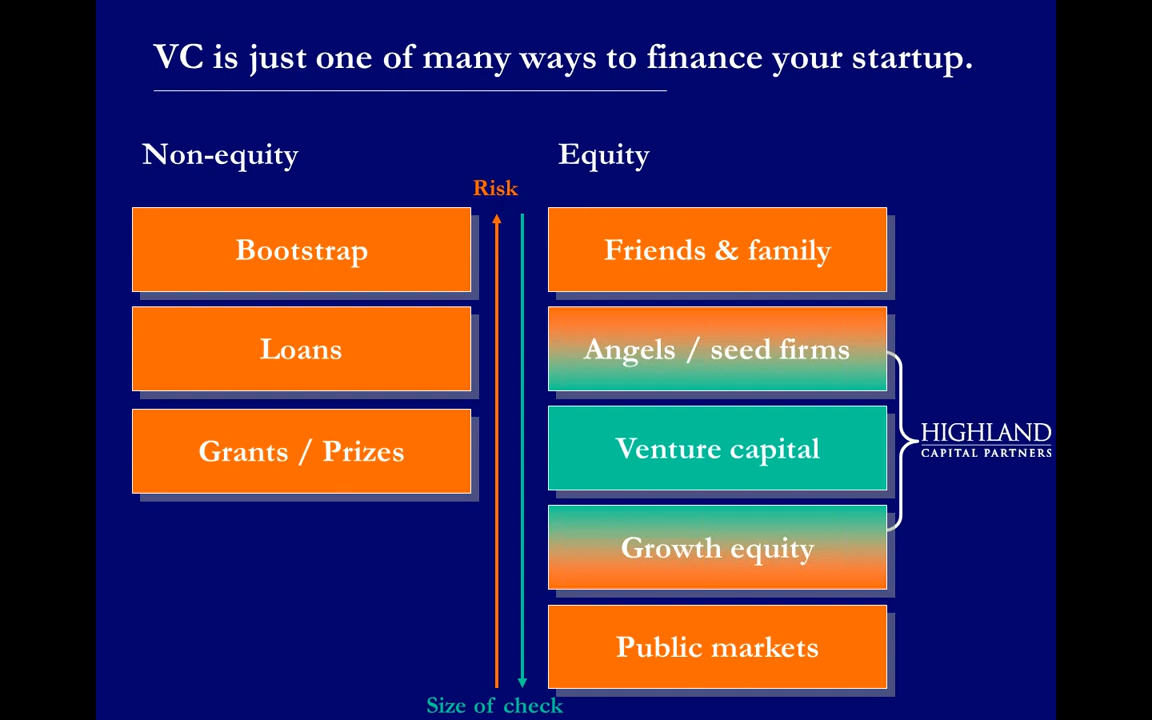 VC is just one of many ways to finance your startup.
Non-equity
Equity
Risk
Bootstrap
Friends & family
Loans
Angels / seed firms
Grants / Prizes
Venture capital
HIGHLAND
CAPITAL PARTNERS
Growth equity
Public markets
Size of check